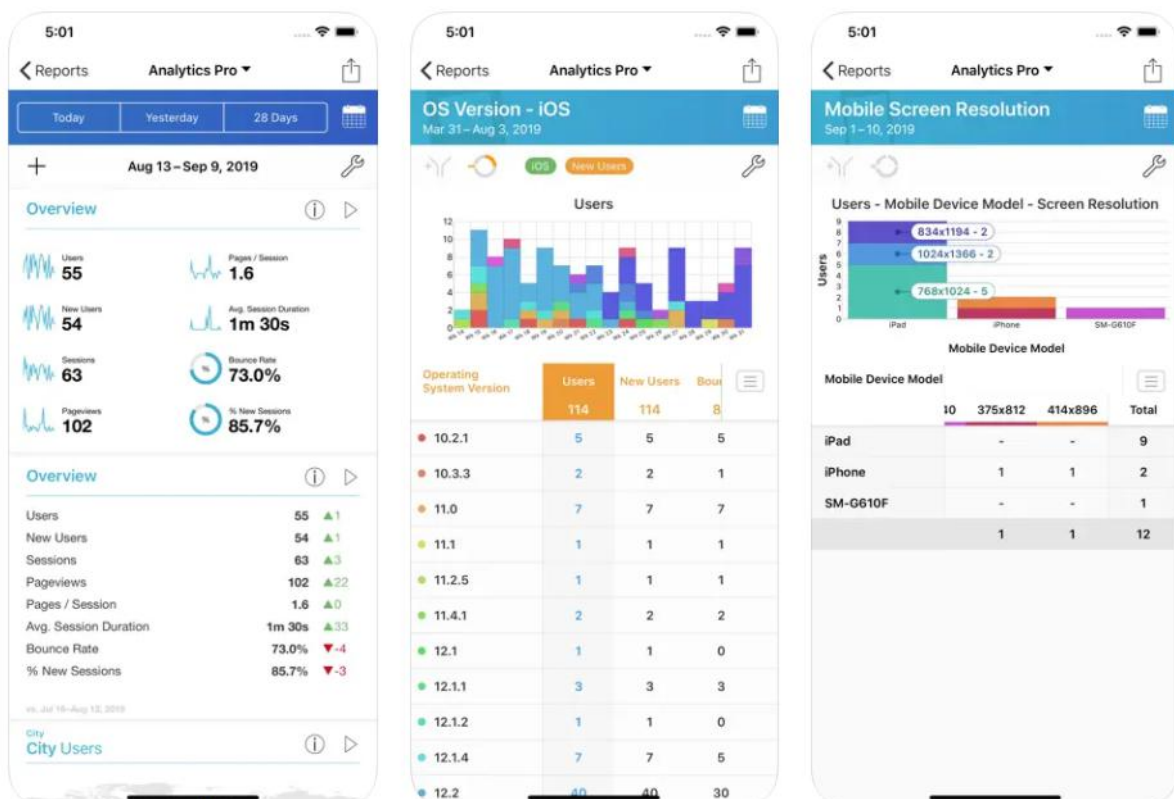 5:01
Reports
Analytics Pro
Today Yesterday 28 Days
Aug 13–Sep 9, 2019
Overview
Users
55
Pages / Session
1.6
New Users
54
Avg. Session Duration
1m 30s
Sessions
63
Bounce Rate
%
73.0%
Pageviews
102
% New Sessions
%
85.7%
Overview
Users 55 ▲1
New Users 54 ▲1
Sessions 63 ▲3
Pageviews 102 ▲22
Pages / Session 1.6 ▲0
Avg. Session Duration 1m 30s ▲33
Bounce Rate 73.0% ▼-4
% New Sessions 85.7% ▼-3
vs. Jul 16–Aug 12, 2019
City
City Users
5:01
Reports
Analytics Pro
OS Version - iOS
Mar 31– Aug 3, 2019
iOS New Users
Users
12
10
8
6
4
2
0
Operating
System Version
Users New Users Bou
114 114 8
10.2.1 5 5 5
10.3.3 2 2 1
11.0 7 7 7
11.1 1 1 1
11.2.5 1 1 1
11.4.1 2 2 2
12.1 1 1 0
12.1.1 3 3 3
12.1.2 1 1 0
12.1.4 7 7 5
12.2 40 40 30
5:01
Reports
Analytics Pro
Mobile Screen Resolution
Sep 1–10, 2019
Users - Mobile Device Model - Screen Resolution
Users
9
8
7
6
5
4
3
2
1
0
834x1194 - 2
1024x1366 - 2
768x1024 - 5
iPad iPhone SM-G610F
Mobile Device Model
Mobile Device Model
40 375x812 414x896 Total
iPad - - 9
iPhone 1 1 2
SM-G610F - - 1
1 1 12